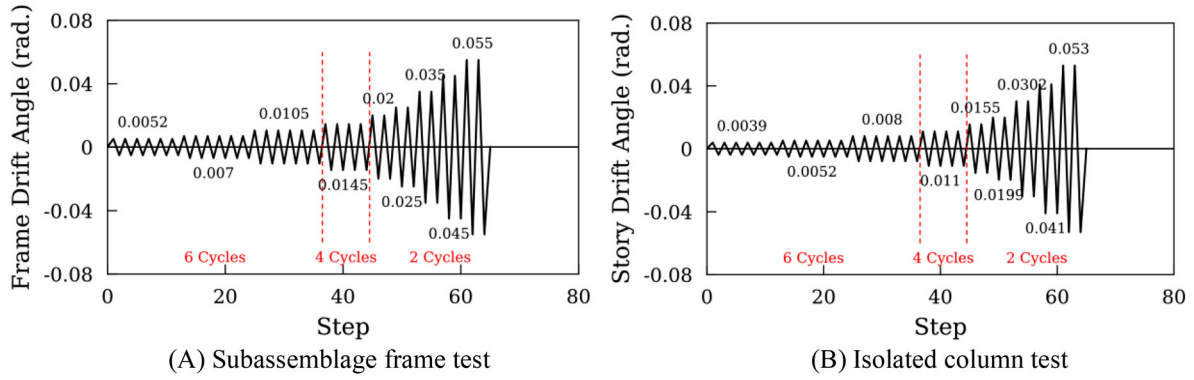 0.08
0.04
0
-0.04
-0.08
Frame Drift Angle (rad.)
0.0052
0.007
0.0105
0.0145
0.02
0.025
0.035
0.045
0.055
6 Cycles
4 Cycles
2 Cycles
0 20 40 60 80
Step
(A) Subassemblage frame test
0.08
0.04
0
-0.04
-0.08
Story Drift Angle (rad.)
0.0039
0.0052
0.008
0.011
0.0155
0.0199
0.0302
0.041
0.053
6 Cycles
4 Cycles
2 Cycles
0 20 40 60 80
Step
(B) Isolated column test